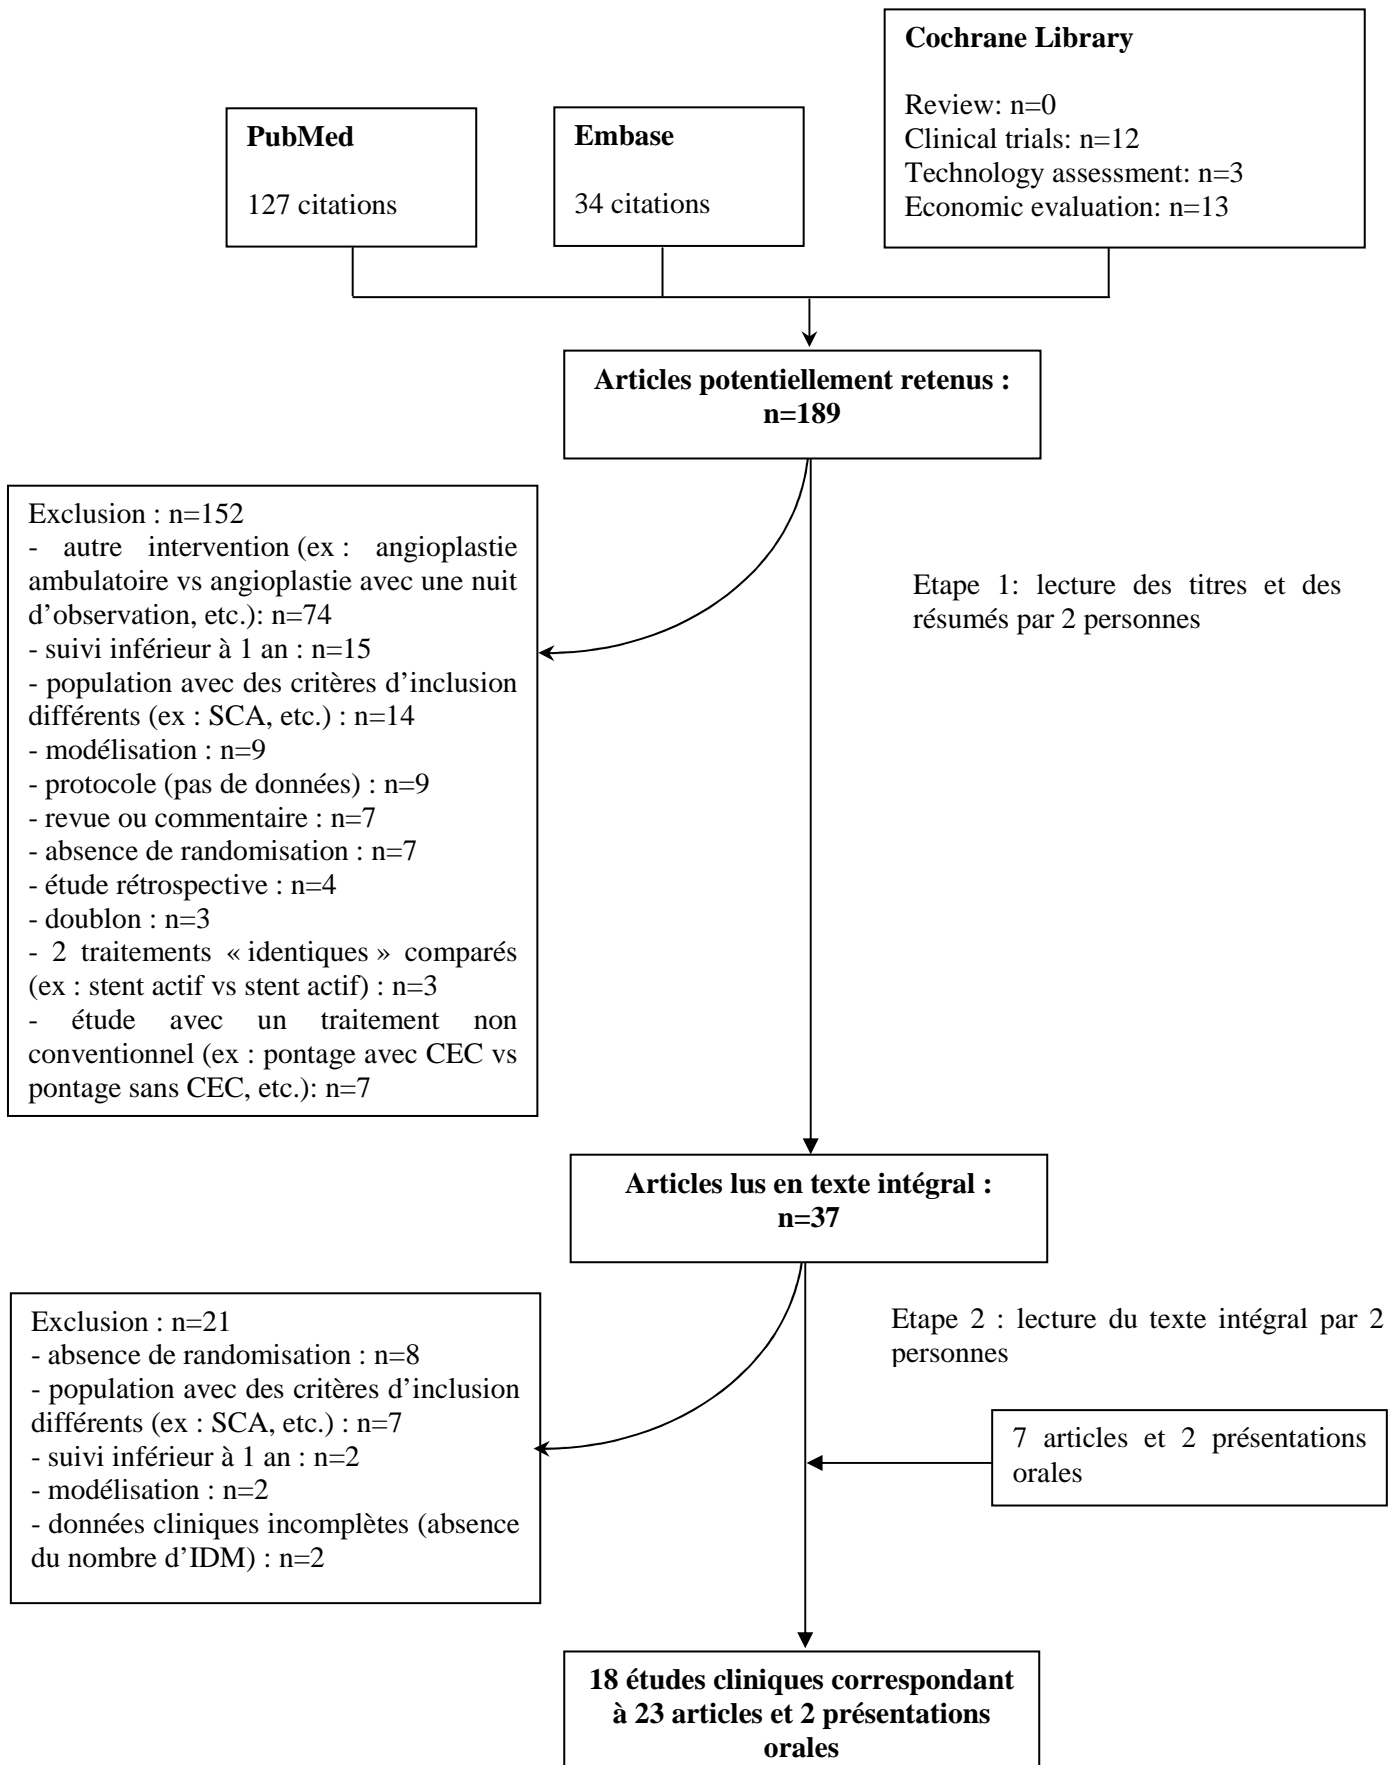 PubMed
127 citations
Embase
34 citations
Cochrane Library
Review: n=0
Clinical trials: n=12
Technology assessment: n=3
Economic evaluation: n=13
Articles potentiellement retenus :
n=189
Exclusion : n=152
- autre intervention (ex : angioplastie
ambulatoire vs angioplastie avec une nuit
d’observation, etc.): n=74
- suivi inférieur à 1 an : n=15
- population avec des critères d’inclusion
différents (ex : SCA, etc.) : n=14
- modélisation : n=9
- protocole (pas de données) : n=9
- revue ou commentaire : n=7
- absence de randomisation : n=7
- étude rétrospective : n=4
- doublon : n=3
- 2 traitements « identiques » comparés
(ex : stent actif vs stent actif) : n=3
- étude avec un traitement non
conventionnel (ex : pontage avec CEC vs
pontage sans CEC, etc.): n=7
Etape 1: lecture des titres et des
résumés par 2 personnes
Articles lus en texte intégral :
n=37
Exclusion : n=21
- absence de randomisation : n=8
- population avec des critères d’inclusion
différents (ex : SCA, etc.) : n=7
- suivi inférieur à 1 an : n=2
- modélisation : n=2
- données cliniques incomplètes (absence
du nombre d’IDM) : n=2
Etape 2 : lecture du texte intégral par 2
personnes
7 articles et 2 présentations
orales
18 études cliniques correspondant
à 23 articles et 2 présentations
orales